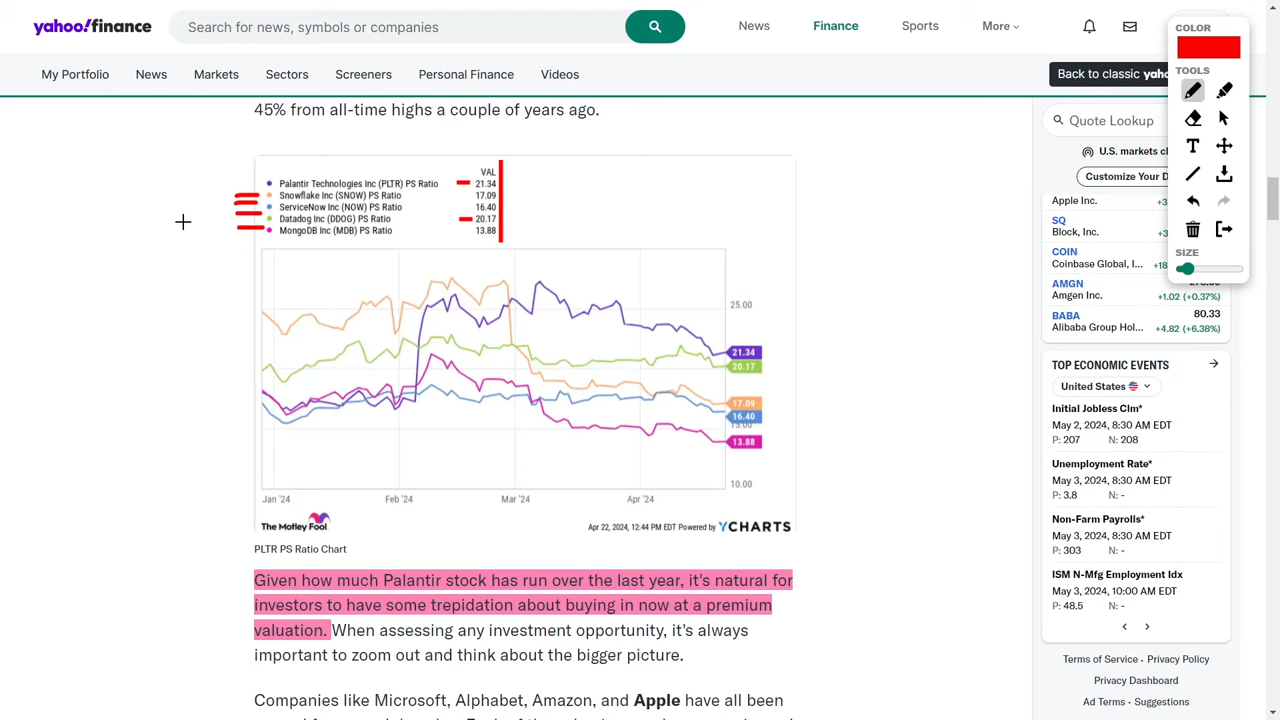 yahoo!finance
Search for news, symbols or companies
News
Finance
Sports
More
COLOR
TOOLS
SIZE
My Portfolio
News
Markets
Sectors
Screeners
Personal Finance
Videos
Back to classic
45% from all-time highs a couple of years ago.
VAL
Palantir Technologies Inc (PLTR) PS Ratio 21.34
Snowflake Inc (SNOW) PS Ratio 17.09
ServiceNow Inc (NOW) PS Ratio 16.40
Datadog Inc (DDOG) PS Ratio 20.17
MongoDB Inc (MDB) PS Ratio 13.88
25.00
21.34
20.17
17.09
16.40
15.00
13.88
10.00
Jan '24
Feb '24
Mar '24
Apr '24
The Motley Fool
Apr 22, 2024, 12:44 PM EDT Powered by YCHARTS
PLTR PS Ratio Chart
Given how much Palantir stock has run over the last year, it's natural for
investors to have some trepidation about buying in now at a premium
valuation. When assessing any investment opportunity, it's always
important to zoom out and think about the bigger picture.
Companies like Microsoft, Alphabet, Amazon, and Apple have all been
Quote Lookup
U.S. markets
Customize Your
Apple Inc.
SQ
Block, Inc.
COIN
Coinbase Global, I...
AMGN
Amgen Inc. +1.02 (+0.37%)
BABA 80.33
Alibaba Group Hol... +4.82 (+6.38%)
TOP ECONOMIC EVENTS
United States
Initial Jobless Clm*
May 2, 2024, 8:30 AM EDT
P: 207 N: 208
Unemployment Rate*
May 3, 2024, 8:30 AM EDT
P: 3.8 N: -
Non-Farm Payrolls*
May 3, 2024, 8:30 AM EDT
P: 303 N: -
ISM N-Mfg Employment Idx
May 3, 2024, 10:00 AM EDT
P: 48.5 N: -
Terms of Service • Privacy Policy
Privacy Dashboard
Ad Terms • Suggestions